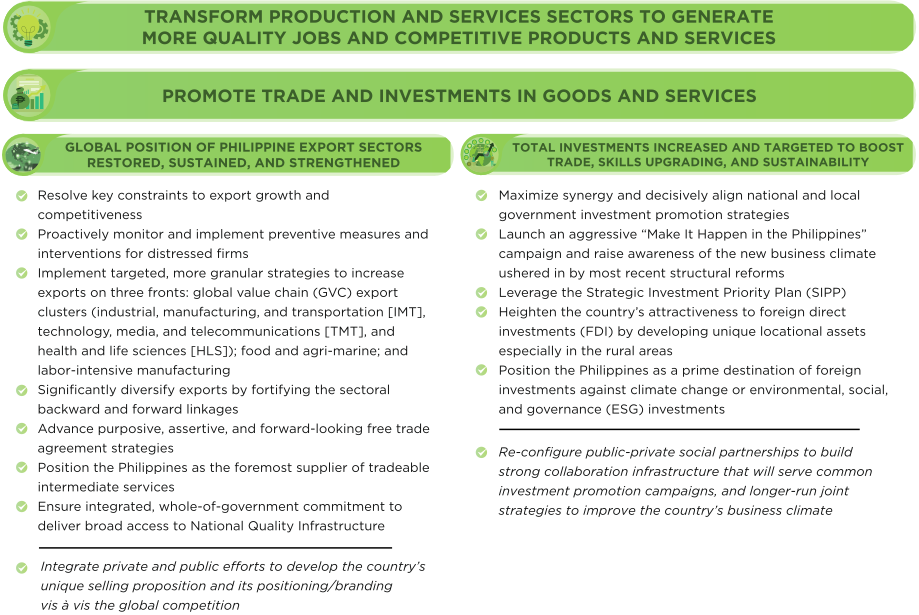 TRANSFORM PRODUCTION AND SERVICES SECTORS TO GENERATE
MORE QUALITY JOBS AND COMPETITIVE PRODUCTS AND SERVICES
PROMOTE TRADE AND INVESTMENTS IN GOODS AND SERVICES
GLOBAL POSITION OF PHILIPPINE EXPORT SECTORS
RESTORED, SUSTAINED, AND STRENGTHENED
Resolve key constraints to export growth and
competitiveness
Proactively monitor and implement preventive measures and
interventions for distressed firms
Implement targeted, more granular strategies to increase
exports on three fronts: global value chain (GVC) export
clusters (industrial, manufacturing, and transportation [IMT],
technology, media, and telecommunications [TMT], and
health and life sciences [HLS]); food and agri-marine; and
labor-intensive manufacturing
Significantly diversify exports by fortifying the sectoral
backward and forward linkages
Advance purposive, assertive, and forward-looking free trade
agreement strategies
Position the Philippines as the foremost supplier of tradeable
intermediate services
Ensure integrated, whole-of-government commitment to
deliver broad access to National Quality Infrastructure
Integrate private and public efforts to develop the country's
unique selling proposition and its positioning/branding
vis à vis the global competition
TOTAL INVESTMENTS INCREASED AND TARGETED TO BOOST
TRADE, SKILLS UPGRADING, AND SUSTAINABILITY
Maximize synergy and decisively align national and local
government investment promotion strategies
Launch an aggressive “Make It Happen in the Philippines”
campaign and raise awareness of the new business climate
ushered in by most recent structural reforms
Leverage the Strategic Investment Priority Plan (SIPP)
Heighten the country’s attractiveness to foreign direct
investments (FDI) by developing unique locational assets
especially in the rural areas
Position the Philippines as a prime destination of foreign
investments against climate change or environmental, social,
and governance (ESG) investments
Re-configure public-private social partnerships to build
strong collaboration infrastructure that will serve common
investment promotion campaigns, and longer-run joint
strategies to improve the country’s business climate